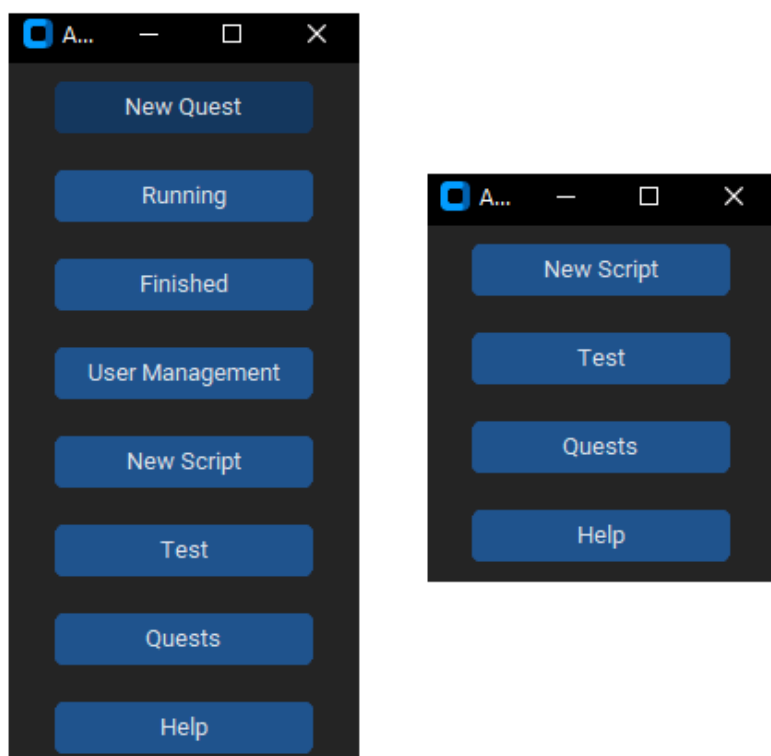 A...
New Quest
Running
Finished
User Management
New Script
Test
Quests
Help
A...
New Script
Test
Quests
Help